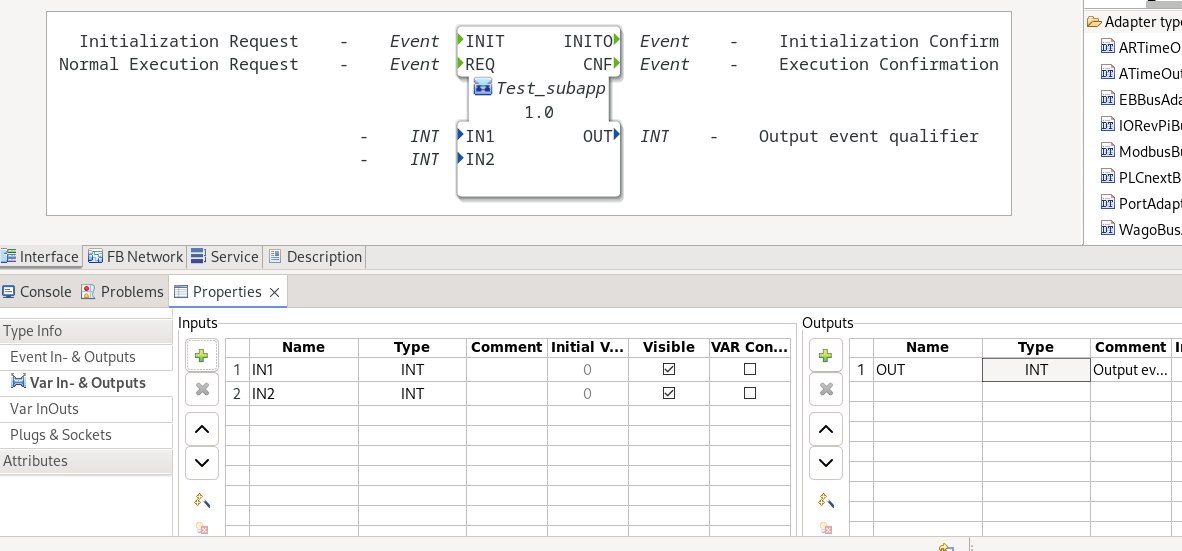 Initialization Request - Event INIT INITO Event - Initialization Confirm
Normal Execution Request - Event REQ CNF Event - Execution Confirmation
Test_subapp
1.0
- INT IN1 OUT INT - Output event qualifier
- INT IN2
Adapter type
ARTimeO
ATimeOut
EBBusAda
IORevPiBu
ModbusBu
PLCnextB
PortAdapt
WagoBus
Interface FB Network Service Description
Console Problems Properties
Type Info
Event In- & Outputs
Var In- & Outputs
Var InOuts
Plugs & Sockets
Attributes
Inputs
Name Type Comment Initial V... Visible VAR Con...
1 IN1 INT 0
2 IN2 INT 0
Outputs
Name Type Comment
1 OUT INT Output ev...